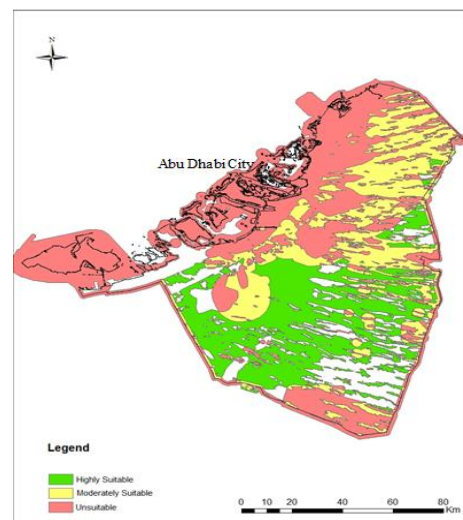 N
Abu Dhabi City
Legend
Highly Suitable
Moderately Suitable
Unsuitable
0 10 20 40 60 80
Km